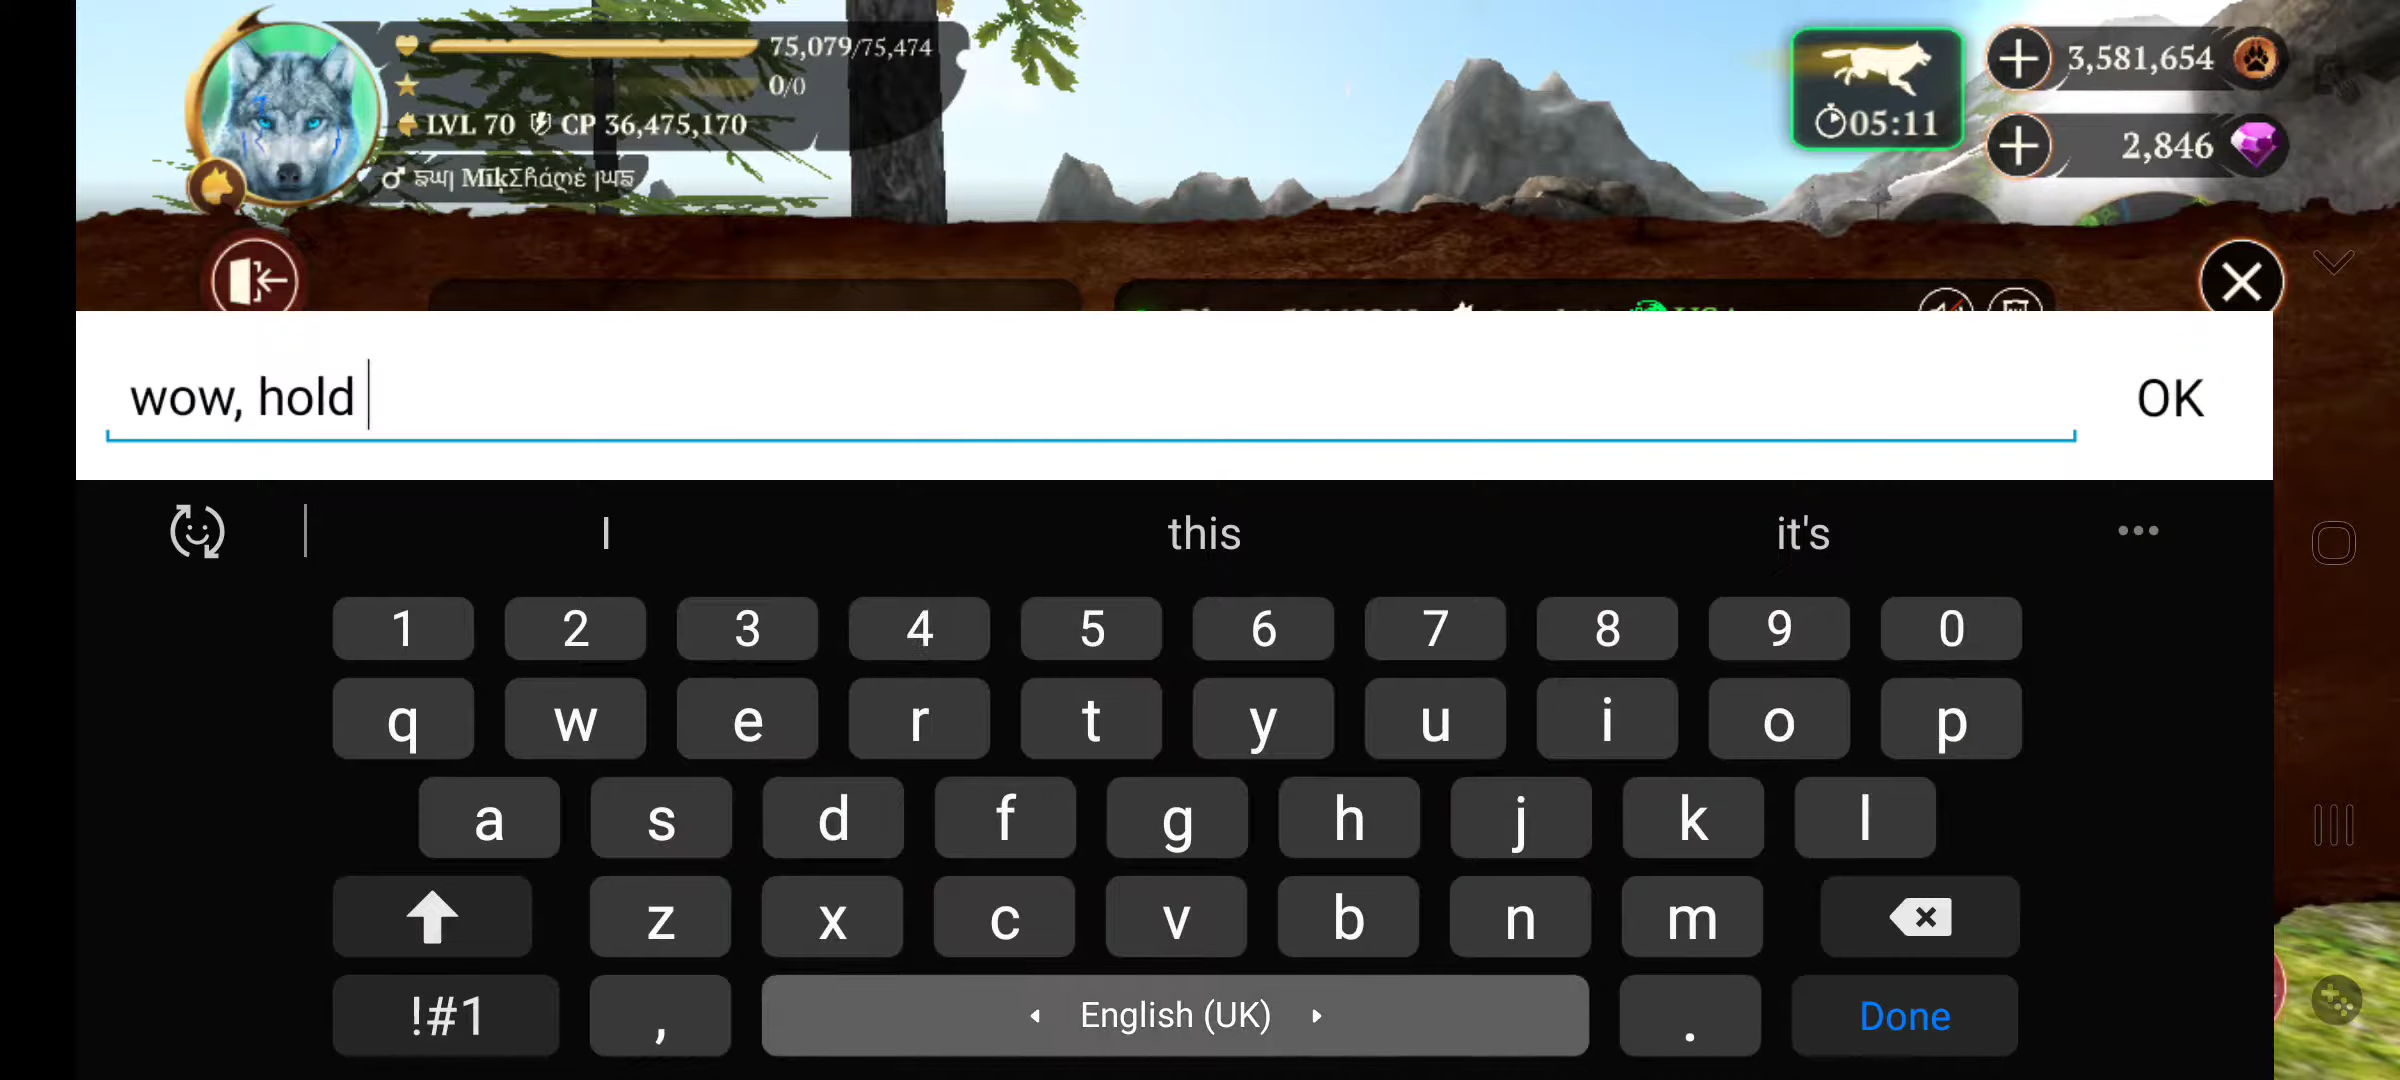 75,079/75,474
0/0
LVL 70 CP 36,475,170
05:11
3,581,654
2,846
wow, hold
OK
I this it's
1 2 3 4 5 6 7 8 9 0
q w e r t y u i o p
a s d f g h j k l
z x c v b n m
!#1 , English (UK) . Done